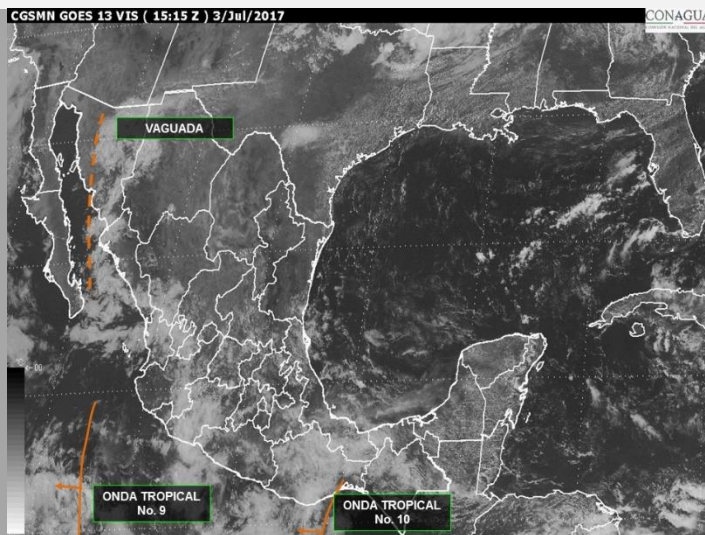 CGSMN GOES 13 VIS ( 15:15 Z ) 3/Jul/2017
CONAGUA
VAGUADA
ONDA TROPICAL
No. 9
ONDA TROPICAL
No. 10